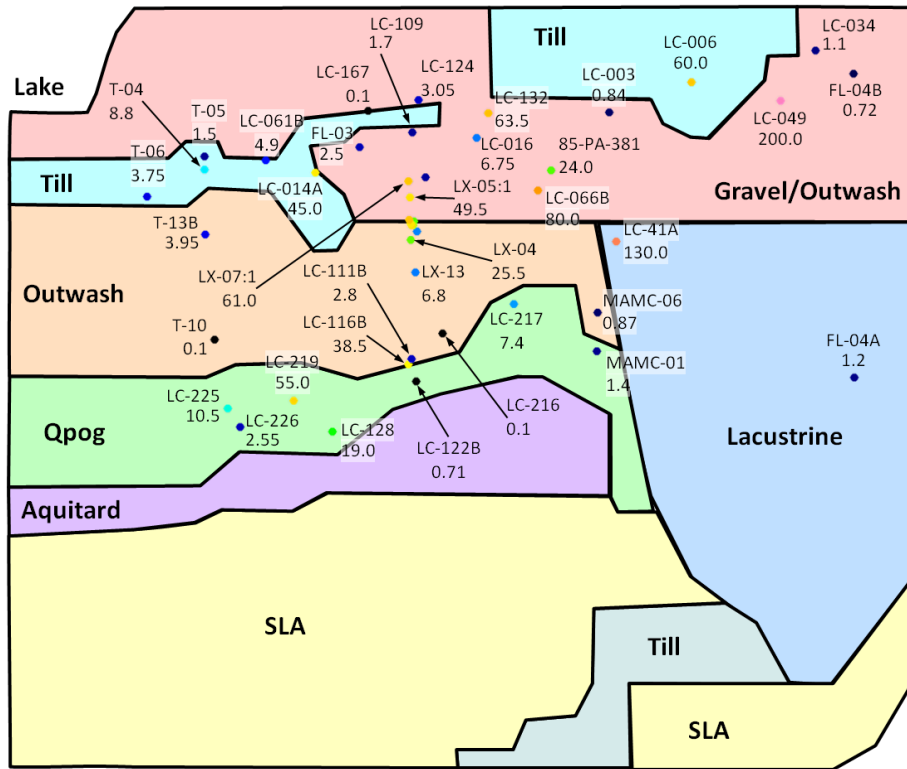 LC-109
1.7
LC-034
1.1
Till
LC-006
60.0
LC-167
0.1
LC-124
3.05
Lake
T-04
8.8
LC-003
0.84
FL-04B
0.72
T-05
1.5
LC-061B
4.9
LC-132
63.5
LC-049
200.0
FL-03
2.5
LC-016
6.75
85-PA-381
24.0
T-06
3.75
Till
LC-014A
45.0
LX-05:1
49.5
LC-066B
80.0
Gravel/Outwash
T-13B
3.95
LX-04
25.5
LC-41A
130.0
LX-07:1
61.0
LC-111B
2.8
LX-13
6.8
Outwash
LC-116B
38.5
LC-217
7.4
MAMC-06
0.87
T-10
0.1
MAMC-01
1.4
FL-04A
1.2
LC-219
55.0
LC-225
10.5
LC-216
0.1
Qpog
LC-226
2.55
LC-128
19.0
LC-122B
0.71
Lacustrine
Aquitard
SLA
Till
SLA